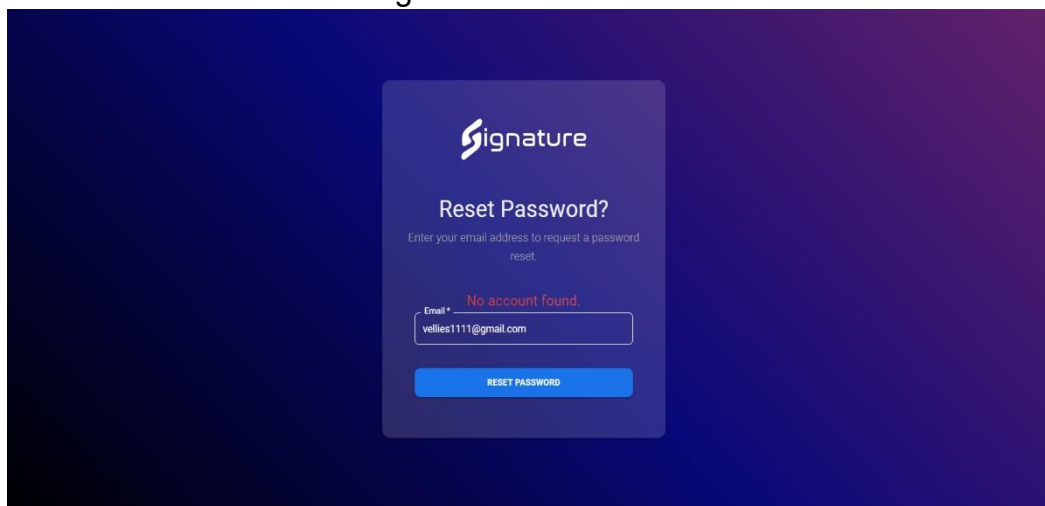 Signature
Reset Password?
Enter your email address to request a password
reset.
No account found.
Email *
vellies1111@gmail.com
RESET PASSWORD